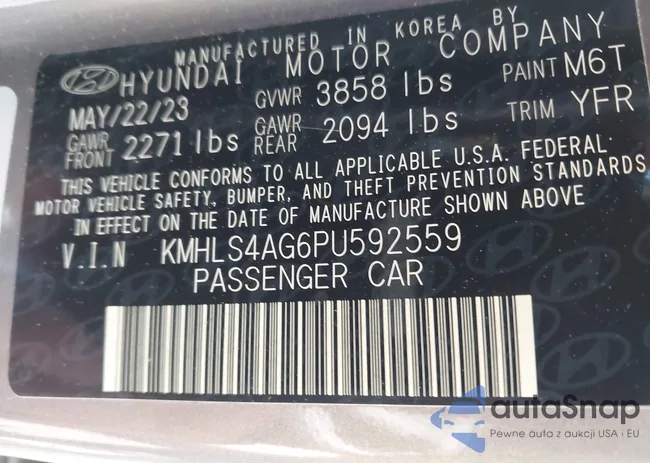 MANUFACTURED IN KOREA BY
HYUNDAI MOTOR COMPANY
MAY/22/23 GVWR 3858 lbs PAINT M6T
GAWR FRONT 2271 lbs GAWR REAR 2094 lbs TRIM YFR
THIS VEHICLE CONFORMS TO ALL APPLICABLE U.S.A. FEDERAL
MOTOR VEHICLE SAFETY, BUMPER, AND THEFT PREVENTION STANDARDS
IN EFFECT ON THE DATE OF MANUFACTURE SHOWN ABOVE
V.I.N KMHLS4AG6PU592559
PASSENGER CAR
autaSnap
Pewne auta z aukcji USA i EU